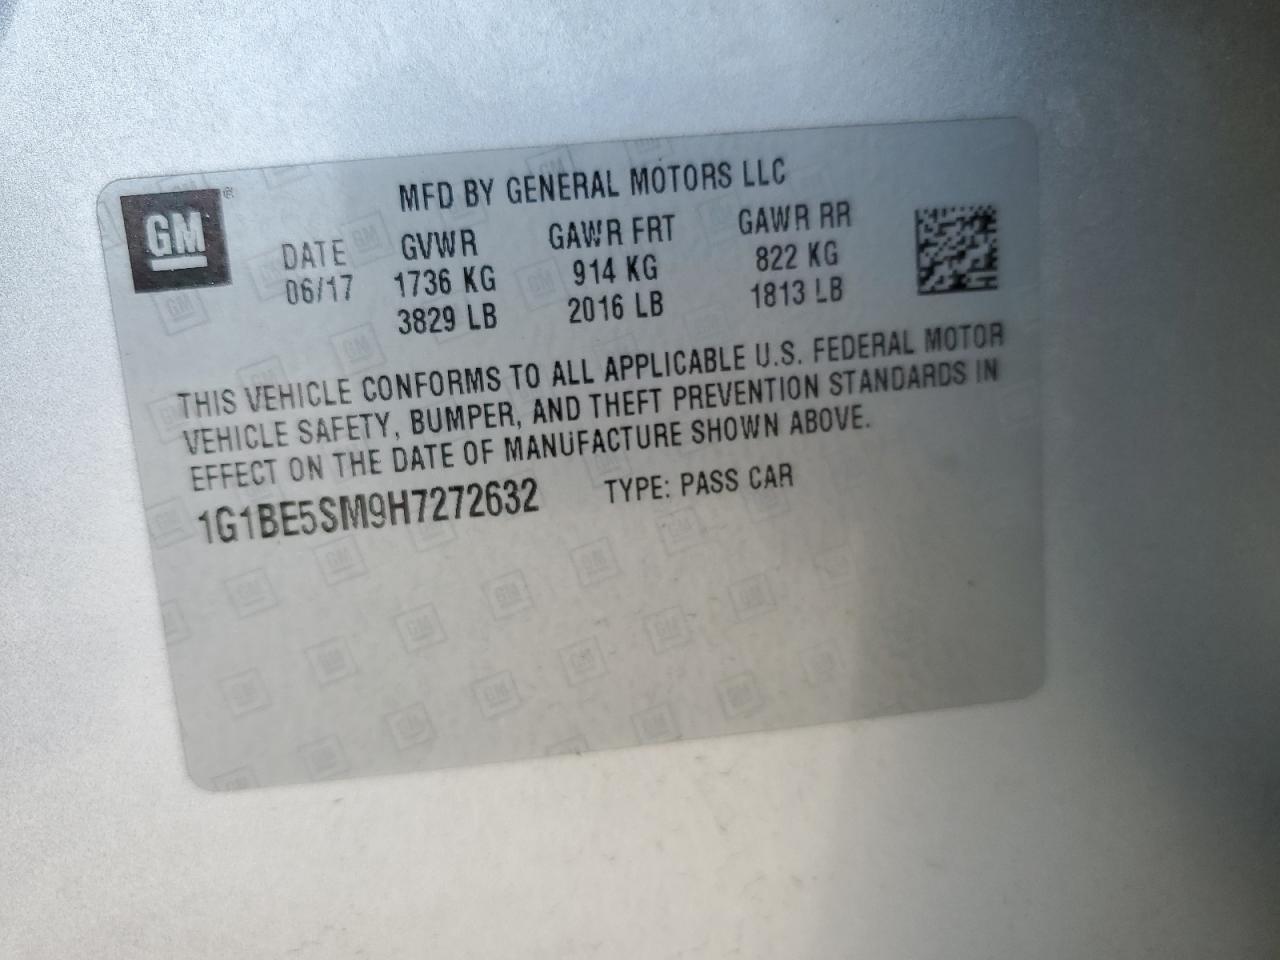 GM®
MFD BY GENERAL MOTORS LLC
DATE GVWR GAWR FRT GAWR RR
06/17 1736 KG 914 KG 822 KG
3829 LB 2016 LB 1813 LB
THIS VEHICLE CONFORMS TO ALL APPLICABLE U.S. FEDERAL MOTOR
VEHICLE SAFETY, BUMPER, AND THEFT PREVENTION STANDARDS IN
EFFECT ON THE DATE OF MANUFACTURE SHOWN ABOVE.
1G1BE5SM9H7272632 TYPE: PASS CAR